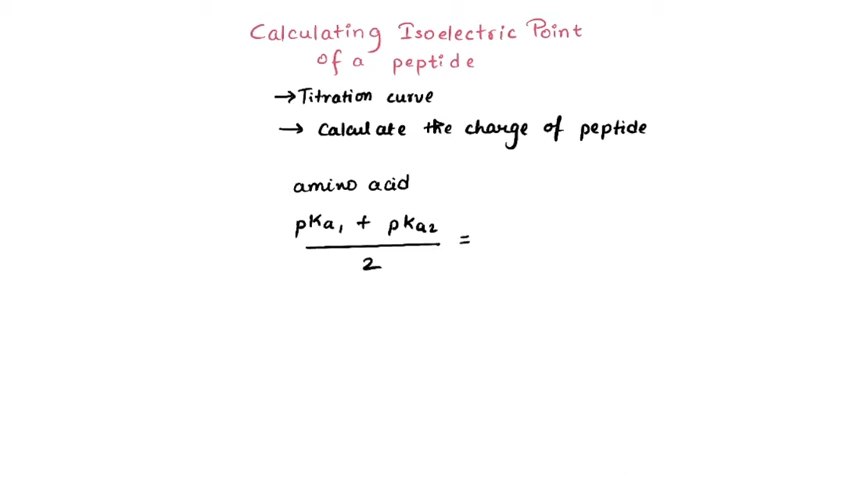 Calculating Isoelectric Point
of a peptide
→ Titration curve
→ Calculate the charge of peptide
amino acid
pKa₁ + pKa₂
=
2